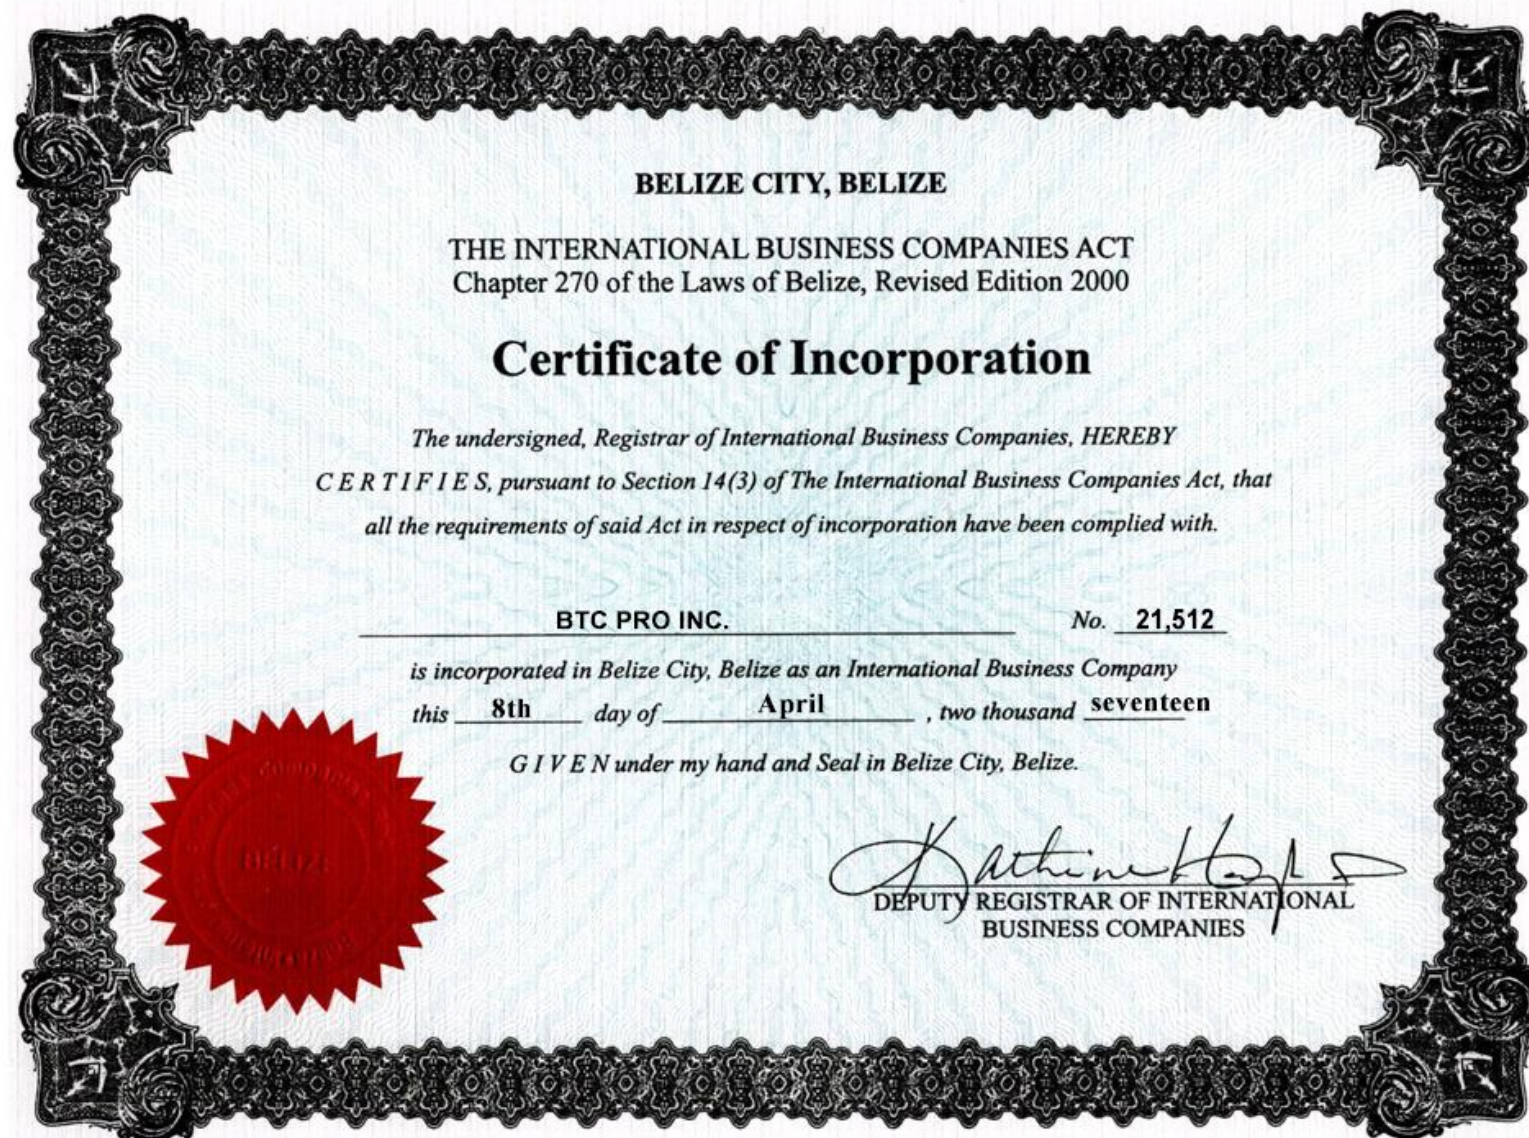 BELIZE CITY, BELIZE
THE INTERNATIONAL BUSINESS COMPANIES ACT
Chapter 270 of the Laws of Belize, Revised Edition 2000
Certificate of Incorporation
The undersigned, Registrar of International Business Companies, HEREBY
C E R T I F I E S, pursuant to Section 14(3) of The International Business Companies Act, that
all the requirements of said Act in respect of incorporation have been complied with.
BTC PRO INC. No. 21,512
is incorporated in Belize City, Belize as an International Business Company
this 8th day of April , two thousand seventeen
G I V E N under my hand and Seal in Belize City, Belize.
BELIZE
DEPUTY REGISTRAR OF INTERNATIONAL
BUSINESS COMPANIES